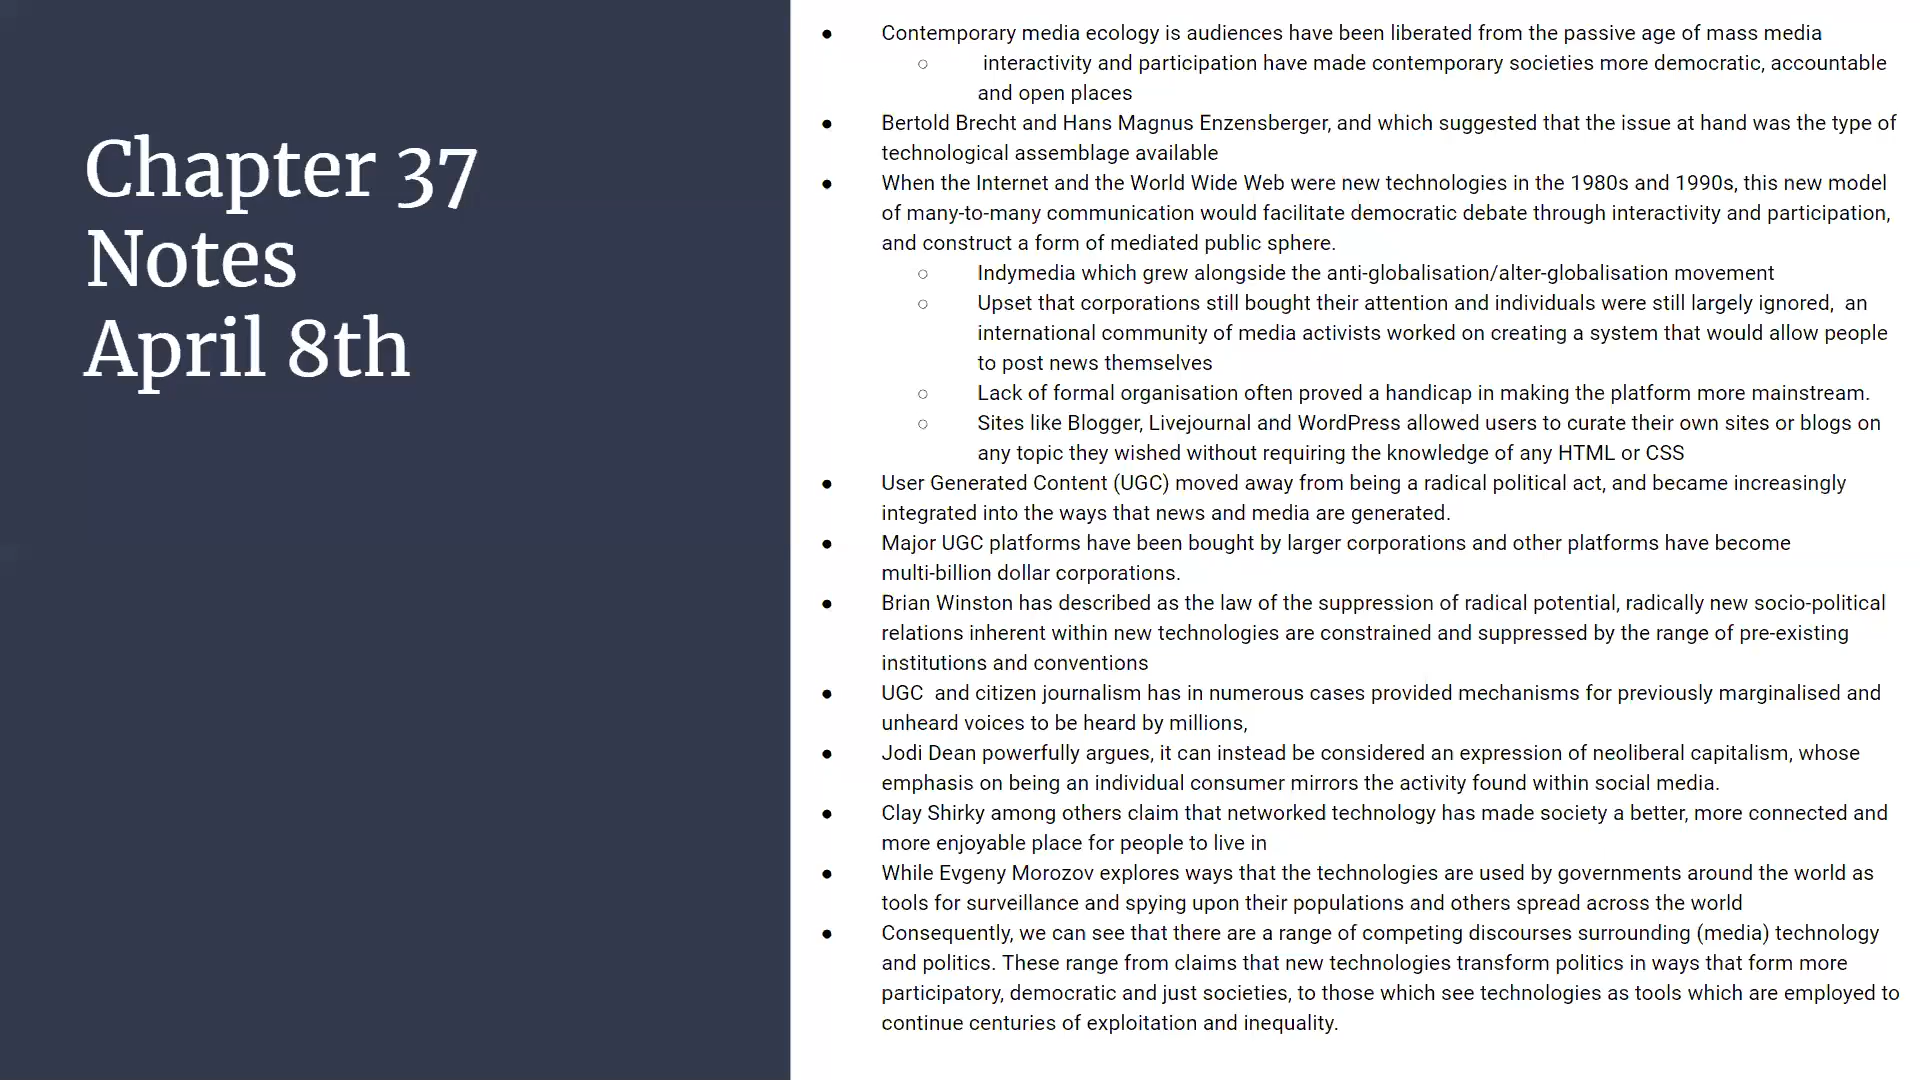 Chapter 37
Notes
April 8th
● Contemporary media ecology is audiences have been liberated from the passive age of mass media
○ interactivity and participation have made contemporary societies more democratic, accountable
and open places
● Bertold Brecht and Hans Magnus Enzensberger, and which suggested that the issue at hand was the type of
technological assemblage available
● When the Internet and the World Wide Web were new technologies in the 1980s and 1990s, this new model
of many-to-many communication would facilitate democratic debate through interactivity and participation,
and construct a form of mediated public sphere.
○ Indymedia which grew alongside the anti-globalisation/alter-globalisation movement
○ Upset that corporations still bought their attention and individuals were still largely ignored, an
international community of media activists worked on creating a system that would allow people
to post news themselves
○ Lack of formal organisation often proved a handicap in making the platform more mainstream.
○ Sites like Blogger, Livejournal and WordPress allowed users to curate their own sites or blogs on
any topic they wished without requiring the knowledge of any HTML or CSS
● User Generated Content (UGC) moved away from being a radical political act, and became increasingly
integrated into the ways that news and media are generated.
● Major UGC platforms have been bought by larger corporations and other platforms have become
multi-billion dollar corporations.
● Brian Winston has described as the law of the suppression of radical potential, radically new socio-political
relations inherent within new technologies are constrained and suppressed by the range of pre-existing
institutions and conventions
● UGC and citizen journalism has in numerous cases provided mechanisms for previously marginalised and
unheard voices to be heard by millions,
● Jodi Dean powerfully argues, it can instead be considered an expression of neoliberal capitalism, whose
emphasis on being an individual consumer mirrors the activity found within social media.
● Clay Shirky among others claim that networked technology has made society a better, more connected and
more enjoyable place for people to live in
● While Evgeny Morozov explores ways that the technologies are used by governments around the world as
tools for surveillance and spying upon their populations and others spread across the world
● Consequently, we can see that there are a range of competing discourses surrounding (media) technology
and politics. These range from claims that new technologies transform politics in ways that form more
participatory, democratic and just societies, to those which see technologies as tools which are employed to
continue centuries of exploitation and inequality.